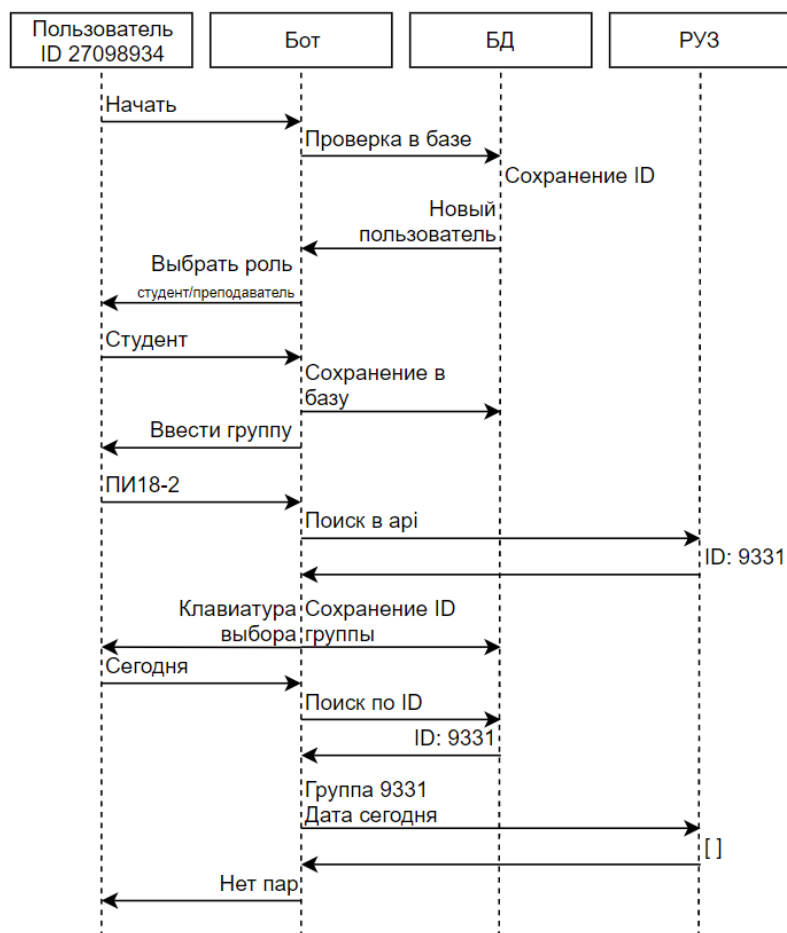 Пользователь
ID 27098934
Бот
БД
РУЗ
Начать
Проверка в базе
Сохранение ID
Новый
пользователь
Выбрать роль
студент/преподаватель
Студент
Сохранение в
базу
Ввести группу
ПИ18-2
Поиск в api
ID: 9331
Клавиатура
выбора
Сохранение ID
группы
Сегодня
Поиск по ID
ID: 9331
Группа 9331
Дата сегодня
[ ]
Нет пар